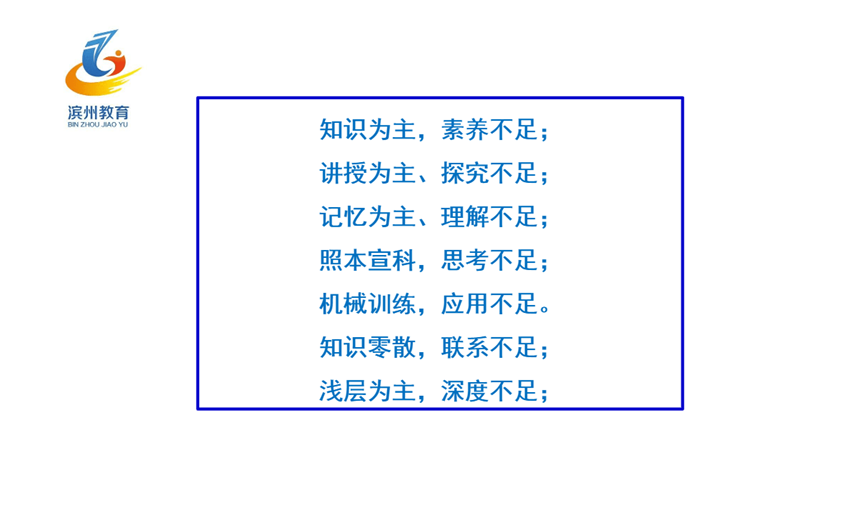 滨州教育
BIN ZHOU JIAO YU
知识为主，素养不足；
讲授为主、探究不足；
记忆为主、理解不足；
照本宣科，思考不足；
机械训练，应用不足。
知识零散，联系不足；
浅层为主，深度不足；